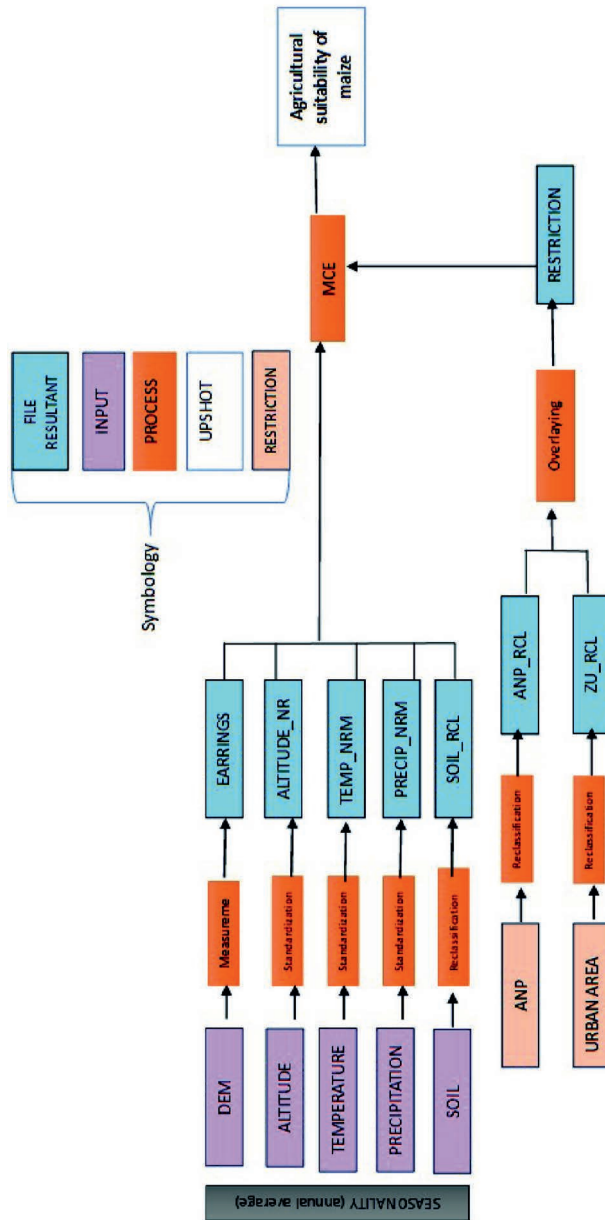 Symbology
FILE
RESULTANT
INPUT
PROCESS
UPSHOT
RESTRICTION
SEASONALITY (annual average)
DEM
Measureme
EARRINGS
ALTITUDE
Standardization
ALTITUDE_NR
TEMPERATURE
Standardization
TEMP_NRM
PRECIPITATION
Standardization
PRECIP_NRM
SOIL
Reclassification
SOIL_RCL
MCE
Agricultural
suitability of
maize
ANP
Reclassification
ANP_RCL
URBAN AREA
Reclassification
ZU_RCL
Overlaying
RESTRICTION